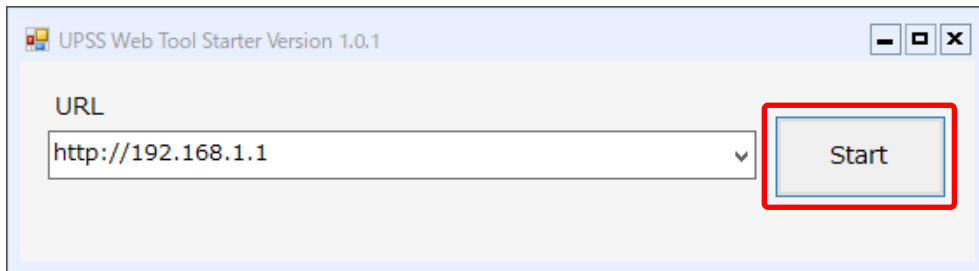 UPSS Web Tool Starter Version 1.0.1
URL
http://192.168.1.1
Start